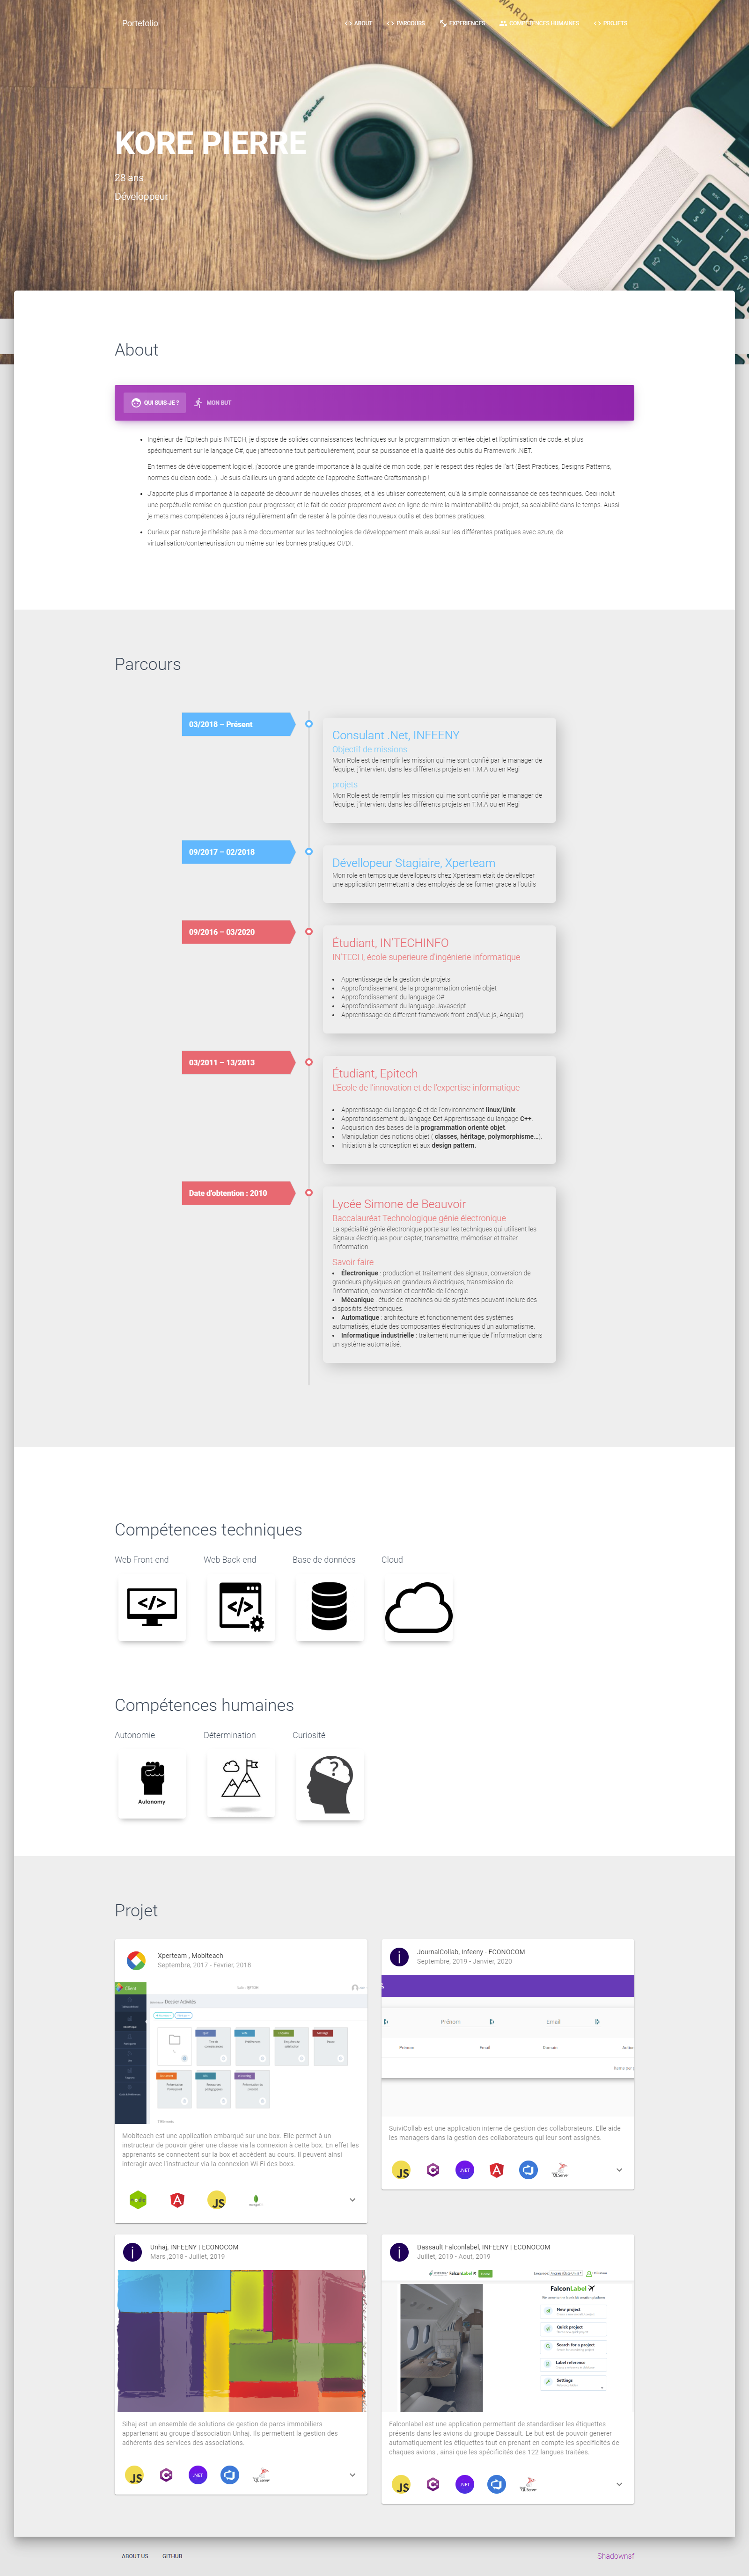 WARDS
Portefolio
ABOUT
PARCOURS
EXPERIENCES
COMPÉTENCES HUMAINES
PROJETS
KORE PIERRE
28 ans
Développeur
About
QUI SUIS-JE ?
MON BUT
Ingénieur de l'Epitech puis INTECH, je dispose de solides connaissances techniques sur la programmation orientée objet et l'optimisation de code, et plus
spécifiquement sur le langage C#, que j'affectionne tout particulièrement, pour sa puissance et la qualité des outils du Framework .NET.
En termes de développement logiciel, j'accorde une grande importance à la qualité de mon code, par le respect des règles de l'art (Best Practices, Designs Patterns,
normes du clean code…). Je suis d'ailleurs un grand adepte de l'approche Software Craftsmanship !
J'apporte plus d'importance à la capacité de découvrir de nouvelles choses, et à les utiliser correctement, qu'à la simple connaissance de ces techniques. Ceci inclut
une perpétuelle remise en question pour progresser, et le fait de coder proprement avec en ligne de mire la maintenabilité du projet, sa scalabilité dans le temps. Aussi
je mets mes compétences à jours régulièrement afin de rester à la pointe des nouveaux outils et des bonnes pratiques.
Curieux par nature je n'hésite pas à me documenter sur les technologies de développement mais aussi sur les différentes pratiques avec azure, de
virtualisation/conteneurisation ou même sur les bonnes pratiques CI/DI.
Parcours
03/2018 – Présent
Consulant .Net, INFEENY
Objectif de missions
Mon Role est de remplir les mission qui me sont confié par le manager de
l'équipe. j'intervient dans les différents projets en T.M.A ou en Regi
projets
Mon Role est de remplir les mission qui me sont confié par le manager de
l'équipe. j'intervient dans les différents projets en T.M.A ou en Regi
09/2017 – 02/2018
Dévellopeur Stagiaire, Xperteam
Mon role en temps que devellopeurs chez Xperteam etait de develloper
une application permettant a des employés de se former grace a l'outils
09/2016 – 03/2020
Étudiant, IN'TECHINFO
IN'TECH, école superieure d'ingénierie informatique
Apprentissage de la gestion de projets
Approfondissement de la programmation orienté objet
Approfondissement du language C#
Approfondissement du language Javascript
Apprentissage de different framework front-end(Vue.js, Angular)
03/2011 – 13/2013
Étudiant, Epitech
L'Ecole de l'innovation et de l'expertise informatique
Apprentissage du langage C et de l'environnement linux/Unix.
Approfondissement du langage Cet Apprentissage du langage C++.
Acquisition des bases de la programmation orienté objet.
Manipulation des notions objet ( classes, héritage, polymorphisme…).
Initiation à la conception et aux design pattern.
Date d'obtention : 2010
Lycée Simone de Beauvoir
Baccalauréat Technologique génie électronique
La spécialité génie électronique porte sur les techniques qui utilisent les
signaux électriques pour capter, transmettre, mémoriser et traiter
l'information.
Savoir faire
Électronique : production et traitement des signaux, conversion de
grandeurs physiques en grandeurs électriques, transmission de
l'information, conversion et contrôle de l'énergie.
Mécanique : étude de machines ou de systèmes pouvant inclure des
dispositifs électroniques.
Automatique : architecture et fonctionnement des systèmes
automatisés, étude des composantes électroniques d'un automatisme.
Informatique industrielle : traitement numérique de l'information dans
un système automatisé.
Compétences techniques
Web Front-end
Web Back-end
Base de données
Cloud
Compétences humaines
Autonomie
Détermination
Curiosité
Autonomy
Projet
Xperteam , Mobiteach
Septembre, 2017 - Fevrier, 2018
JournalCollab, Infeeny - ECONOCOM
Septembre, 2019 - Janvier, 2020
Dossier Activités
Prénom
Email
Prenom
Email
Domain
Mobiteach est une application embarqué sur une box. Elle permet à un
instructeur de pouvoir gérer une classe via la connexion à cette box. En effet les
apprenants se connectent sur la box et accèdent au cours. Il peuvent ainsi
interagir avec l'instructeur via la connexion Wi-Fi des boxs.
SuiviCollab est une application interne de gestion des collaborateurs. Elle aide
les managers dans la gestion des collaborateurs qui leur sont assignés.
JS
.NET
SQL Server
JS
Unhaj, INFEENY | ECONOCOM
Mars ,2018 - Juillet, 2019
Dassault Falconlabel, INFEENY | ECONOCOM
Juillet, 2019 - Aout, 2019
FalconLabel
FalconLabel
New project
Quick project
Search for a project
Label reference
Settings
Sihaj est un ensemble de solutions de gestion de parcs immobiliers
appartenant au groupe d'association Unhaj. Ils permettent la gestion des
adhérents des services des associations.
Falconlabel est une application permettant de standardiser les étiquettes
présents dans les avions du groupe Dassault. Le but est de pouvoir generer
automatiquement les étiquettes tout en prenant en compte les specificités de
chaques avions , ainsi que les spécificités des 122 langues traitées.
JS
.NET
SQL Server
JS
.NET
SQL Server
ABOUT US
GITHUB
Shadownsf